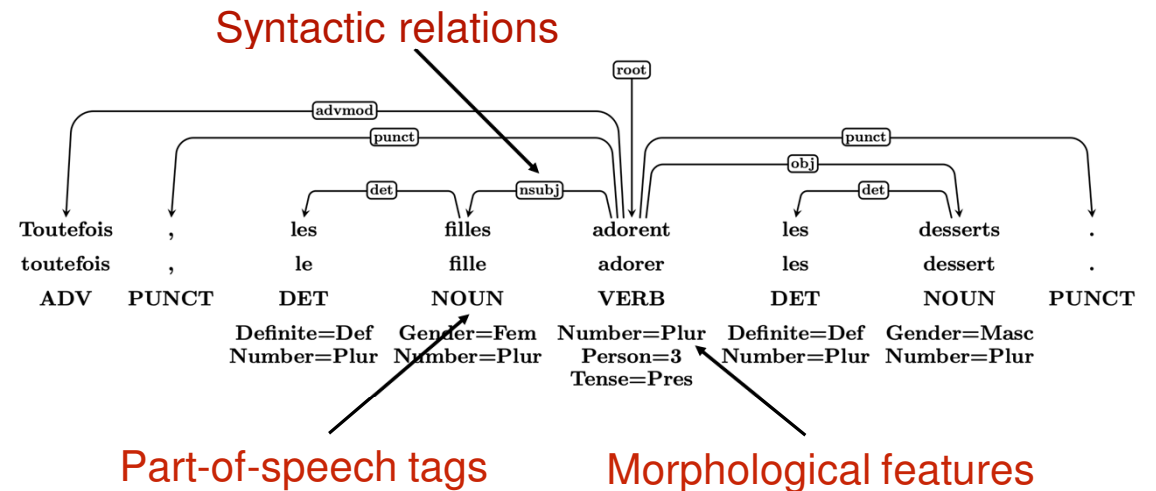 Syntactic relations
root
advmod
punct punct
obj
det nsubj det
Toutefois , les filles adorent les desserts .
toutefois , le fille adorer les dessert .
ADV PUNCT DET NOUN VERB DET NOUN PUNCT
Definite=Def Gender=Fem Number=Plur Definite=Def Gender=Masc
Number=Plur Number=Plur Person=3 Number=Plur Number=Plur
Tense=Pres
Part-of-speech tags Morphological features